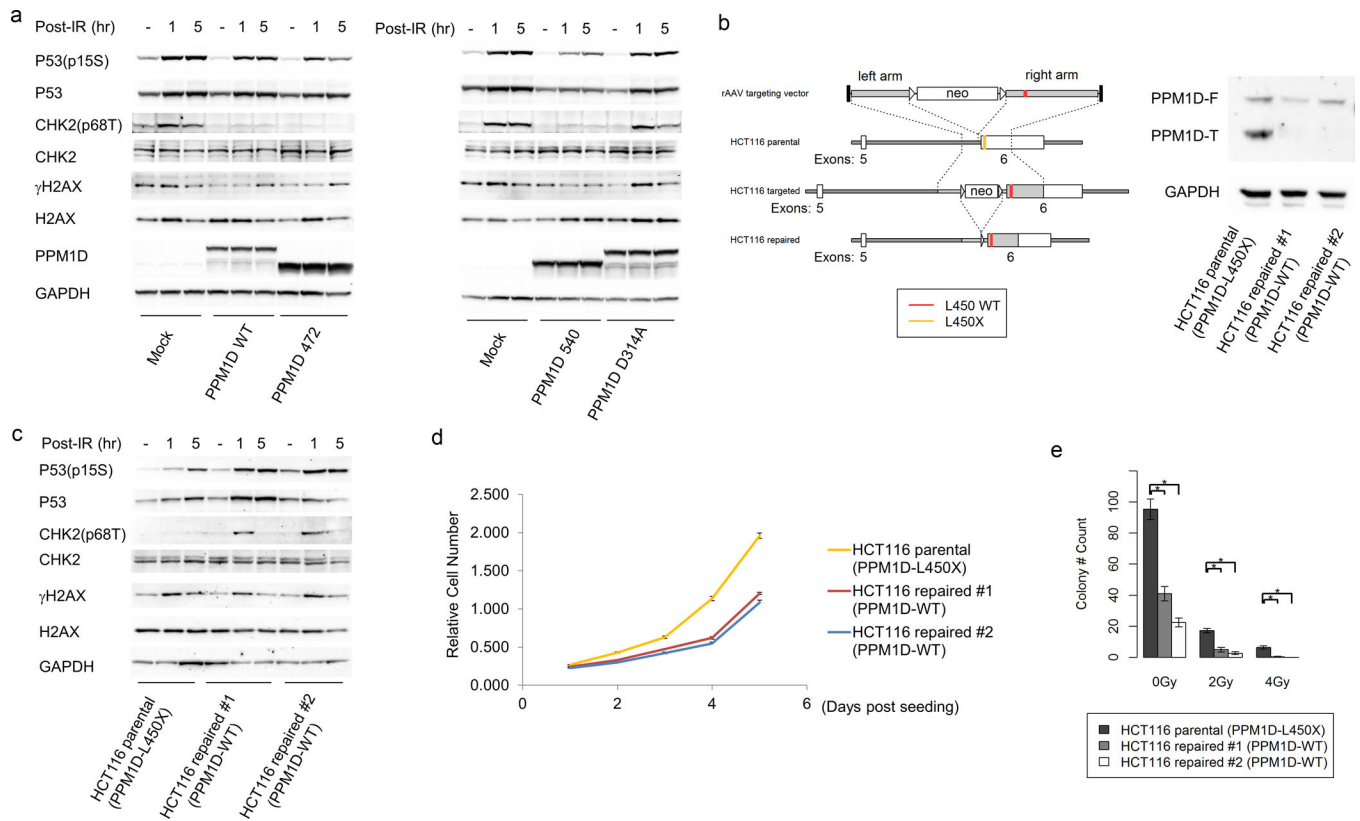 a
Post-IR (hr) - 1 5 - 1 5 - 1 5
P53(p15S)
P53
CHK2(p68T)
CHK2
γH2AX
H2AX
PPM1D
GAPDH
Mock
PPM1D WT
PPM1D 472
Post-IR (hr) - 1 5 - 1 5 - 1 5
Mock
PPM1D 540
PPM1D D314A
b
left arm
right arm
rAAV targeting vector
neo
HCT116 parental
Exons: 5
6
HCT116 targeted
neo
Exons: 5
6
HCT116 repaired
Exons: 5
6
L450 WT
L450X
PPM1D-F
PPM1D-T
GAPDH
HCT116 parental
(PPM1D-L450X)
HCT116 repaired #1
(PPM1D-WT)
HCT116 repaired #2
(PPM1D-WT)
c
Post-IR (hr) - 1 5 - 1 5 - 1 5
P53(p15S)
P53
CHK2(p68T)
CHK2
γH2AX
H2AX
GAPDH
HCT116 parental
(PPM1D-L450X)
HCT116 repaired #1
(PPM1D-WT)
HCT116 repaired #2
(PPM1D-WT)
d
Relative Cell Number
2.500
2.000
1.500
1.000
0.500
0.000
0 2 4 6
(Days post seeding)
HCT116 parental
(PPM1D-L450X)
HCT116 repaired #1
(PPM1D-WT)
HCT116 repaired #2
(PPM1D-WT)
e
Colony # Count
100
80
60
40
20
0
* *
* *
* *
0Gy 2Gy 4Gy
HCT116 parental (PPM1D-L450X)
HCT116 repaired #1 (PPM1D-WT)
HCT116 repaired #2 (PPM1D-WT)